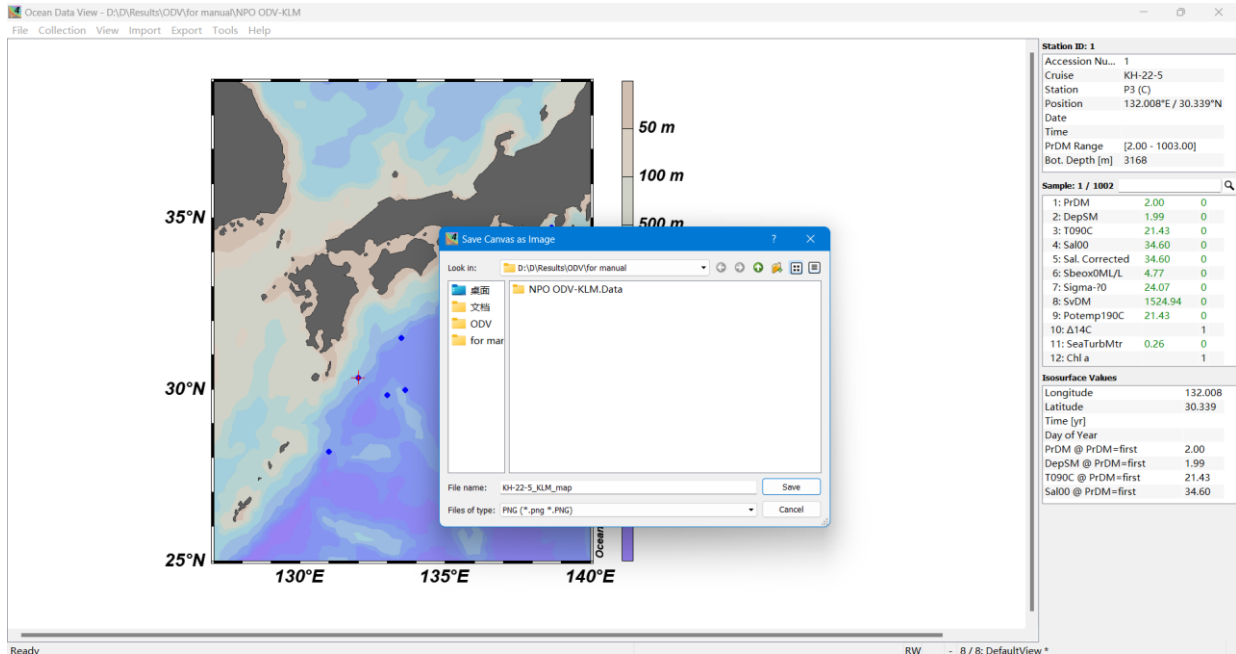 Ocean Data View - D:\D\Results\ODV\for manual\NPO ODV-KLM
File Collection View Import Export Tools Help
50 m
100 m
500 m
35°N
30°N
25°N
130°E 135°E 140°E
Ocean
Save Canvas as Image ?
Look in: D:\D\Results\ODV\for manual
桌面
文档
ODV
for mar
NPO ODV-KLM.Data
File name: KH-22-5_KLM_map Save
Files of type: PNG (*.png *.PNG) Cancel
Station ID: 1
Accession Nu... 1
Cruise KH-22-5
Station P3 (C)
Position 132.008°E / 30.339°N
Date
Time
PrDM Range [2.00 - 1003.00]
Bot. Depth [m] 3168
Sample: 1 / 1002
1: PrDM 2.00 0
2: DepSM 1.99 0
3: T090C 21.43 0
4: Sal00 34.60 0
5: Sal. Corrected 34.60 0
6: Sbeox0ML/L 4.77 0
7: Sigma-?0 24.07 0
8: SvDM 1524.94 0
9: Potemp190C 21.43 0
10: Δ14C 1
11: SeaTurbMtr 0.26 0
12: Chl a 1
Isosurface Values
Longitude 132.008
Latitude 30.339
Time [yr]
Day of Year
PrDM @ PrDM=first 2.00
DepSM @ PrDM=first 1.99
T090C @ PrDM=first 21.43
Sal00 @ PrDM=first 34.60
Ready
RW - 8 / 8: DefaultView *